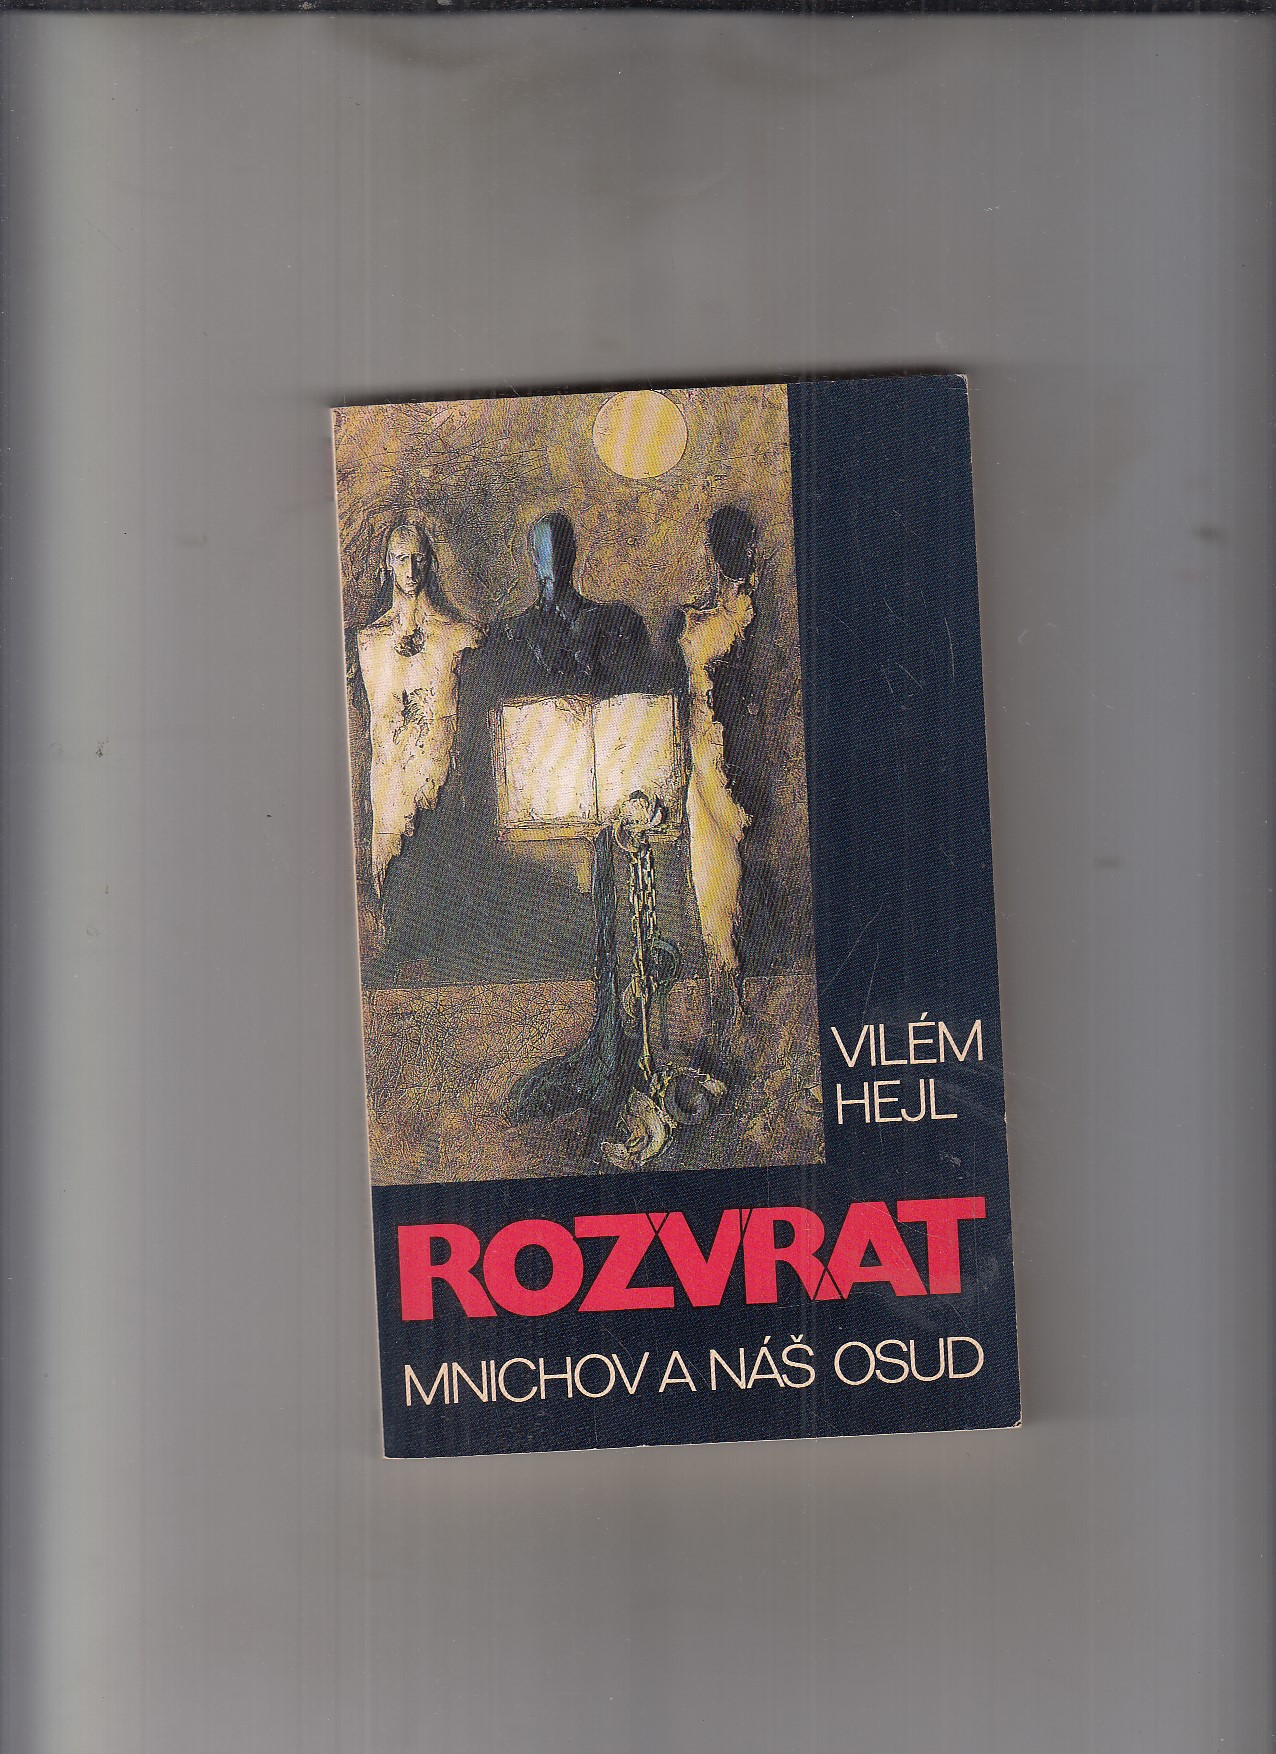 VILÉM
HEJL
ROZVRAT
MNICHOV A NÁŠ OSUD